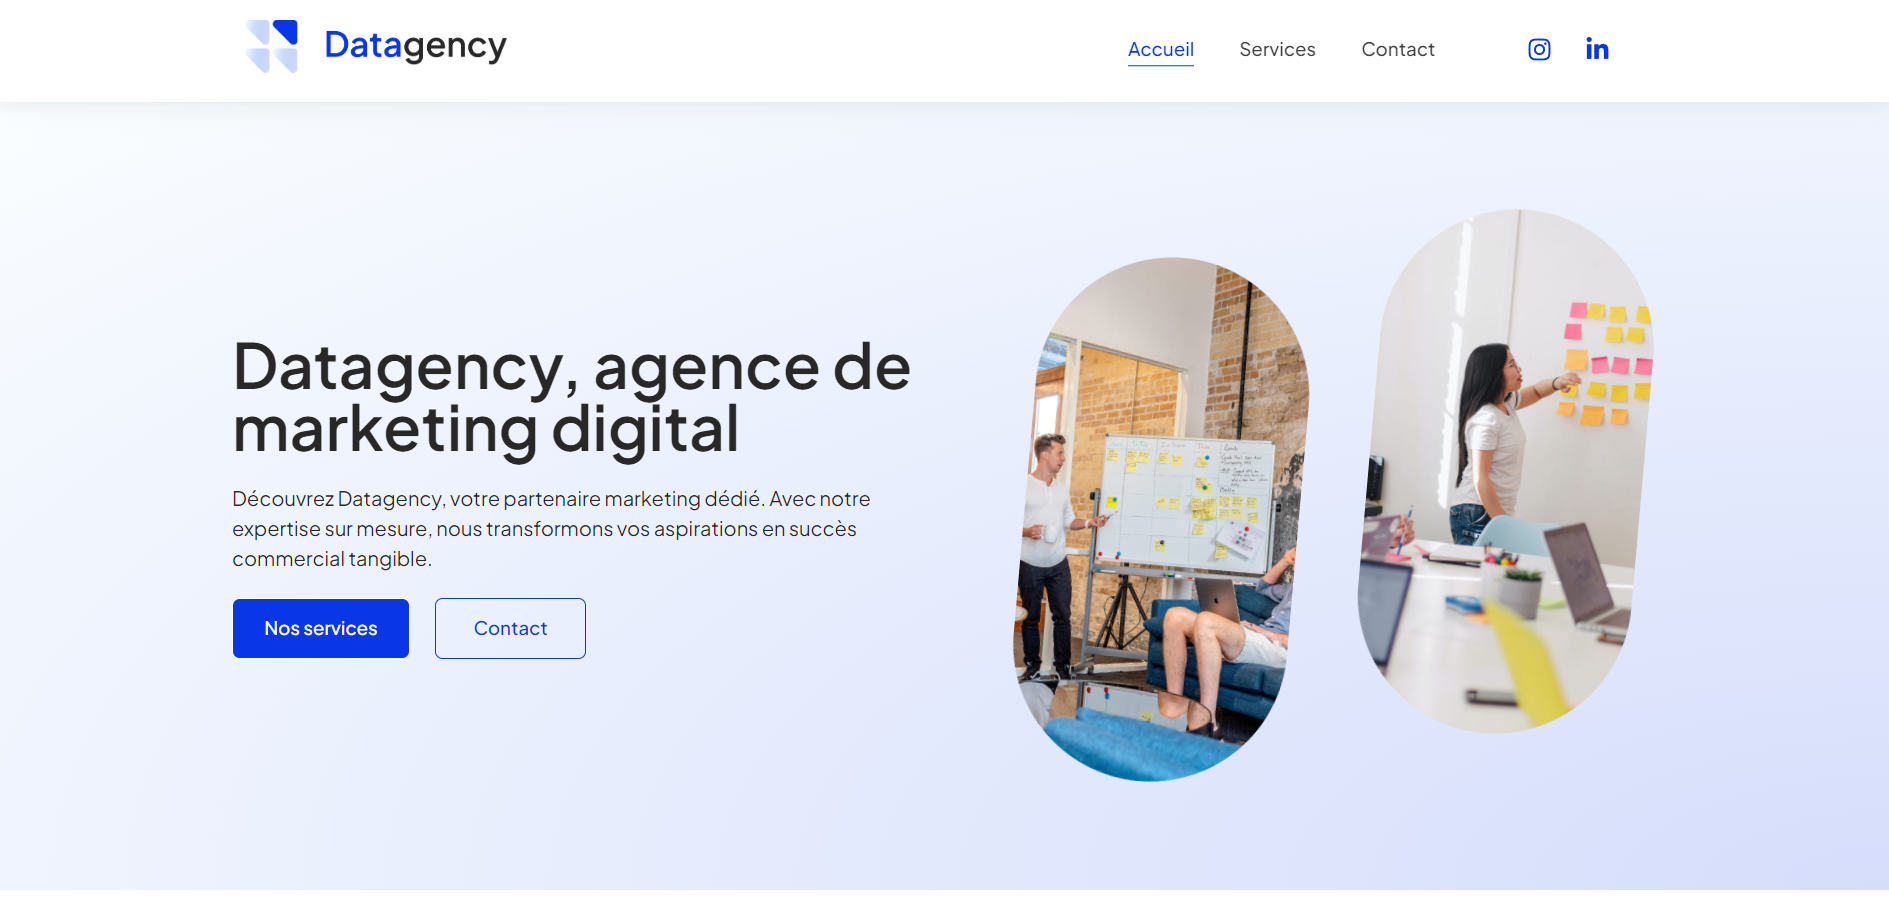 Datagency
Accueil
Services
Contact
Datagency, agence de
marketing digital
Découvrez Datagency, votre partenaire marketing dédié. Avec notre
expertise sur mesure, nous transformons vos aspirations en succès
commercial tangible.
Nos services
Contact